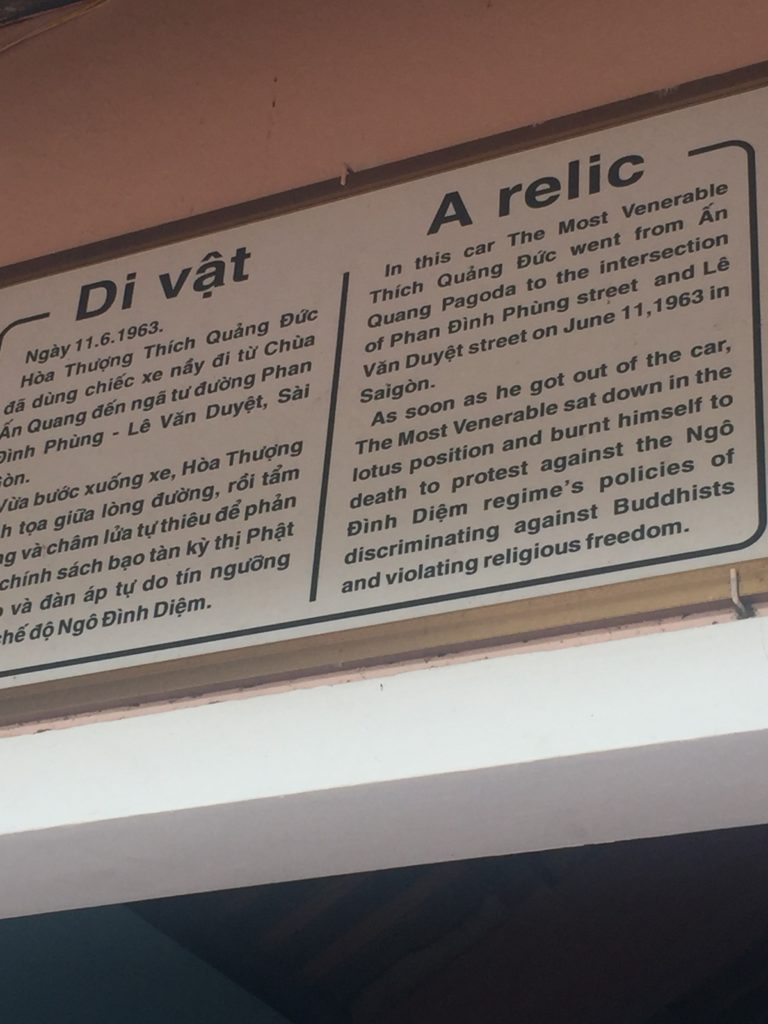 Di vật
Ngày 11.6.1963.
Hòa Thượng Thích Quảng Đức
đã dùng chiếc xe nầy đi từ Chùa
Ấn Quang đến ngã tư đường Phan
Đình Phùng - Lê Văn Duyệt, Sài
Gòn.
Vừa bước xuống xe, Hòa Thượng
tọa giữa lòng đường, rồi tẩm
và châm lửa tự thiêu để phản
chính sách bạo tàn kỳ thị Phật
và đàn áp tự do tín ngưỡng
chế độ Ngô Đình Diệm.
A relic
In this car The Most Venerable
Thích Quảng Đức went from Ấn
Quang Pagoda to the intersection
of Phan Đình Phùng street and Lê
Văn Duyệt street on June 11,1963 in
Saigòn.
As soon as he got out of the car,
The Most Venerable sat down in the
lotus position and burnt himself to
death to protest against the Ngô
Đình Diệm regime's policies of
discriminating against Buddhists
and violating religious freedom.